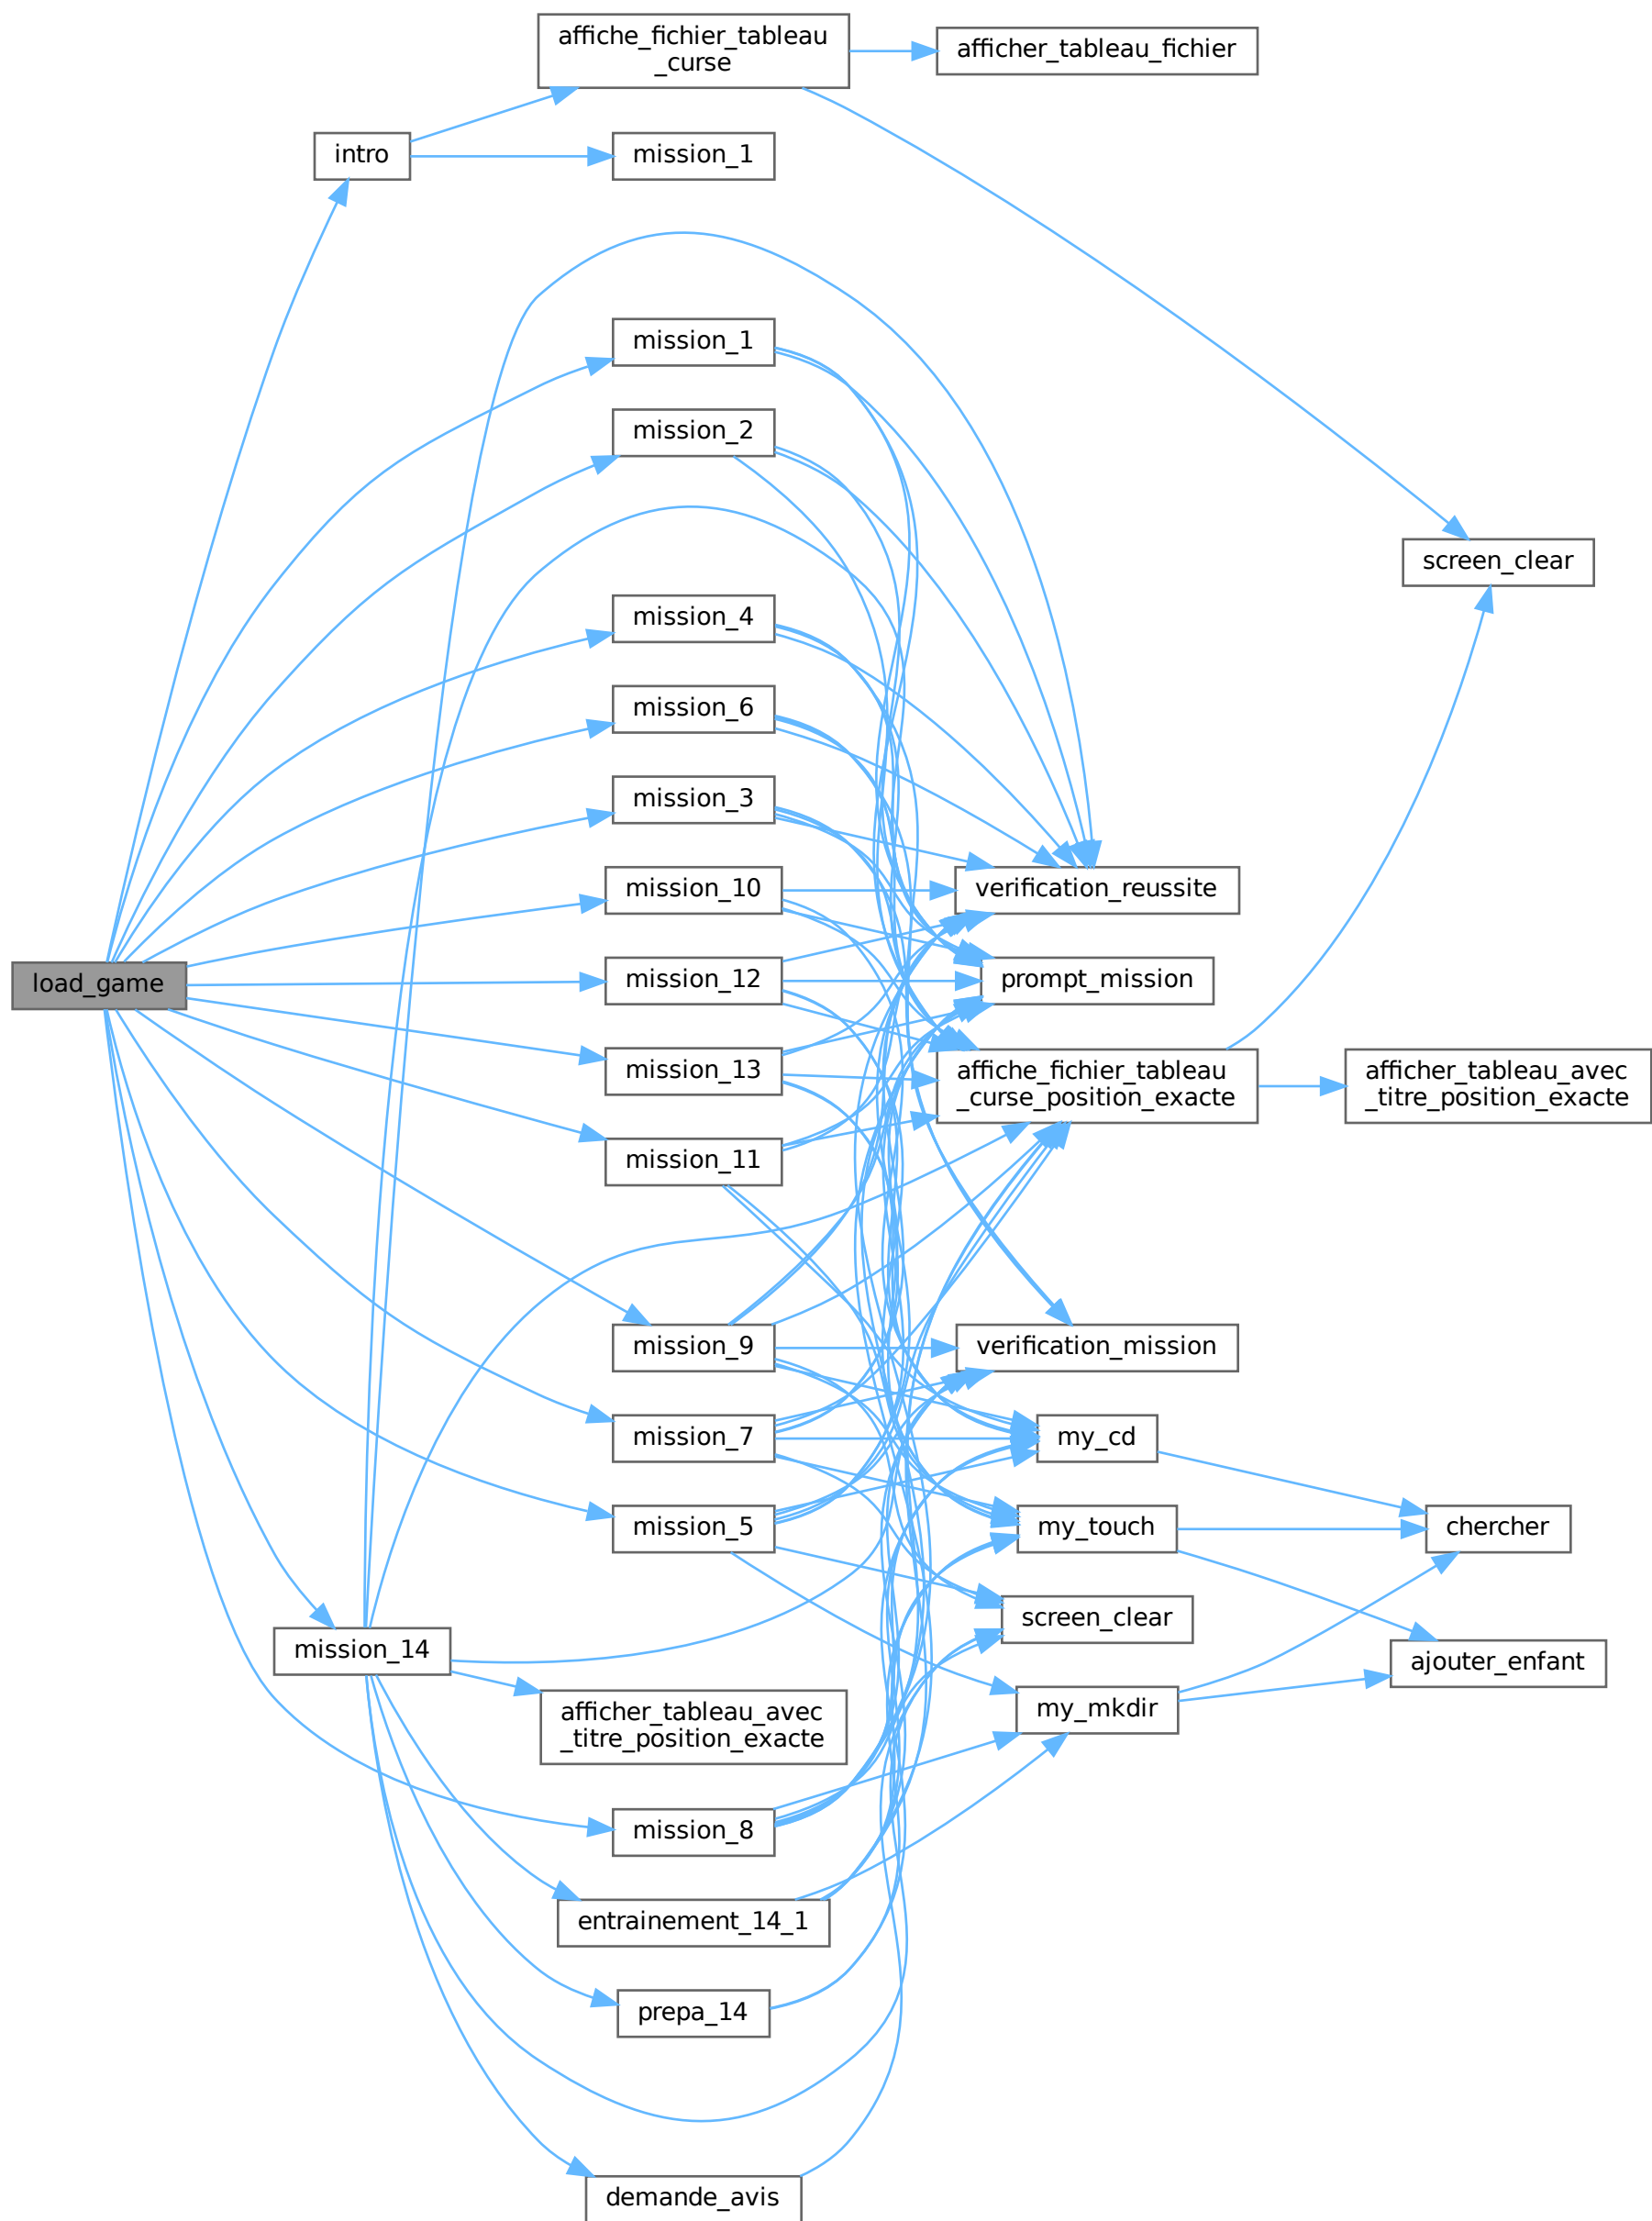 affiche_fichier_tableau
_curse
afficher_tableau_fichier
intro
mission_1
mission_1
mission_2
screen_clear
mission_4
mission_6
mission_3
mission_10
verification_reussite
load_game
mission_12
prompt_mission
mission_13
affiche_fichier_tableau
_curse_position_exacte
afficher_tableau_avec
_titre_position_exacte
mission_11
mission_9
verification_mission
mission_7
my_cd
mission_5
my_touch
chercher
screen_clear
mission_14
ajouter_enfant
afficher_tableau_avec
_titre_position_exacte
my_mkdir
mission_8
entrainement_14_1
prepa_14
demande_avis